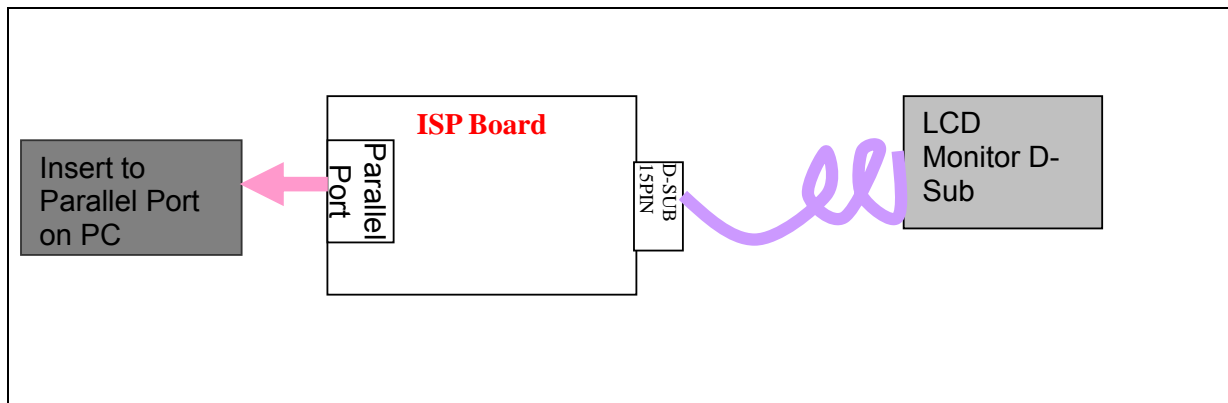 Insert to
Parallel Port
on PC
ISP Board
Parallel
Port
D-SUB
15PIN
LCD
Monitor D-
Sub